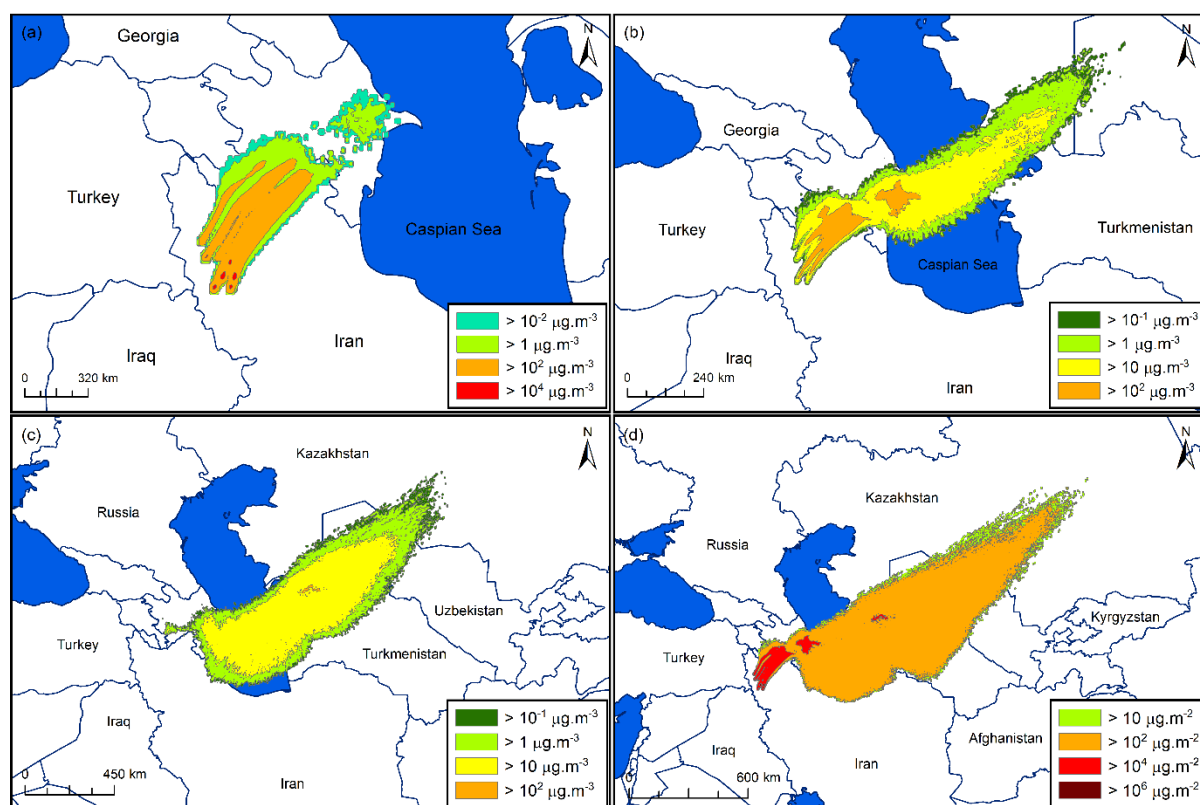 (a)
N
Georgia
Turkey
Caspian Sea
Iraq
Iran
0 320 km
> 10⁻² µg.m⁻³
> 1 µg.m⁻³
> 10² µg.m⁻³
> 10⁴ µg.m⁻³
(b)
N
Georgia
Turkey
Turkmenistan
Caspian Sea
Iraq
Iran
0 240 km
> 10⁻¹ µg.m⁻³
> 1 µg.m⁻³
> 10 µg.m⁻³
> 10² µg.m⁻³
(c)
N
Kazakhstan
Russia
Uzbekistan
Turkey
Turkmenistan
Iraq
Iran
0 450 km
> 10⁻¹ µg.m⁻³
> 1 µg.m⁻³
> 10 µg.m⁻³
> 10² µg.m⁻³
(d)
N
Kazakhstan
Russia
Kyrgyzstan
Turkey
Afghanistan
Iraq
Iran
0 600 km
> 10 µg.m⁻²
> 10² µg.m⁻²
> 10⁴ µg.m⁻²
> 10⁶ µg.m⁻²